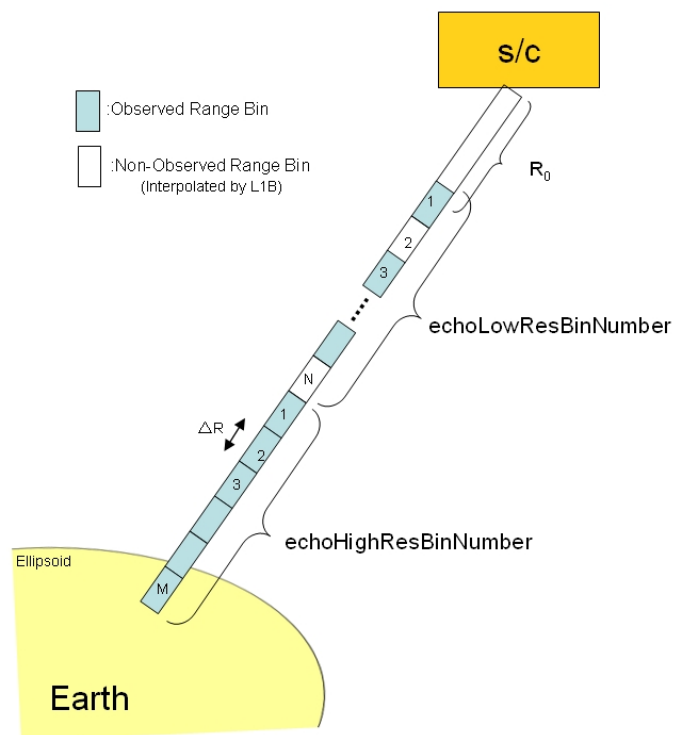 s/c
:Observed Range Bin
:Non-Observed Range Bin
(Interpolated by L1B)
R₀
1
2
3
echoLowResBinNumber
N
1
△R
2
3
echoHighResBinNumber
Ellipsoid
M
Earth